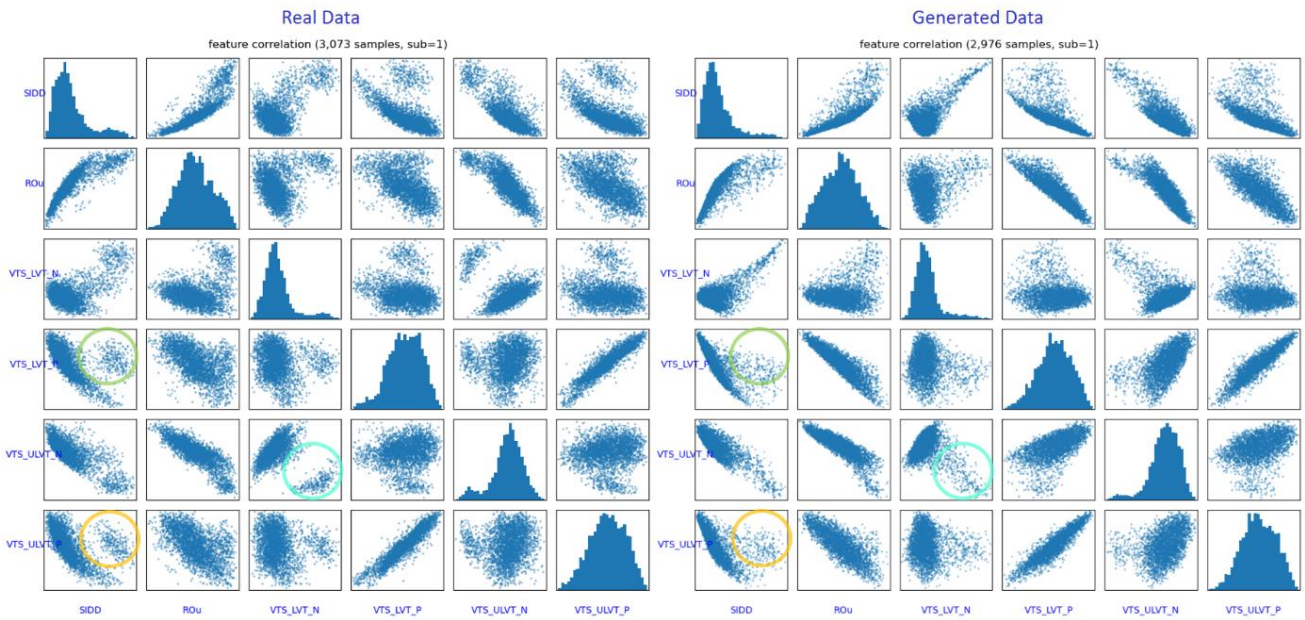 Real Data
feature correlation (3,073 samples, sub=1)
SIDD
ROu
VTS_LVT_N
VTS_LVT_P
VTS_ULVT_N
VTS_ULVT_P
SIDD ROu VTS_LVT_N VTS_LVT_P VTS_ULVT_N VTS_ULVT_P
Generated Data
feature correlation (2,976 samples, sub=1)
SIDD
ROu
VTS_LVT_N
VTS_LVT_P
VTS_ULVT_N
VTS_ULVT_P
SIDD ROu VTS_LVT_N VTS_LVT_P VTS_ULVT_N VTS_ULVT_P